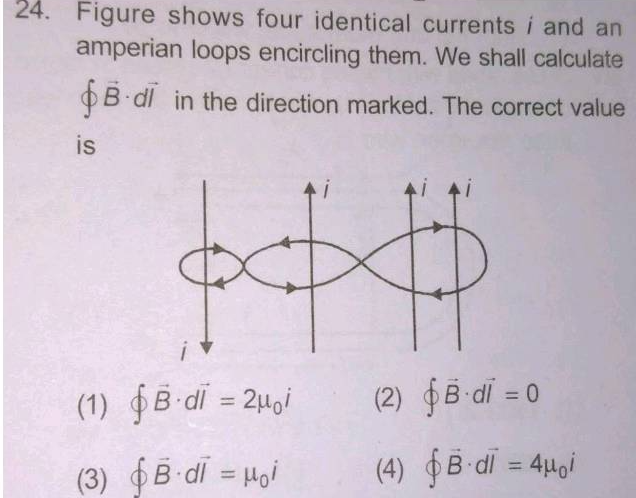 24. Figure shows four identical currents i and an
amperian loops encircling them. We shall calculate
∮B⃗·dl⃗ in the direction marked. The correct value
is
i i i
i
(1) ∮B⃗·dl⃗ = 2μ₀i (2) ∮B⃗·dl⃗ = 0
(3) ∮B⃗·dl⃗ = μ₀i (4) ∮B⃗·dl⃗ = 4μ₀i